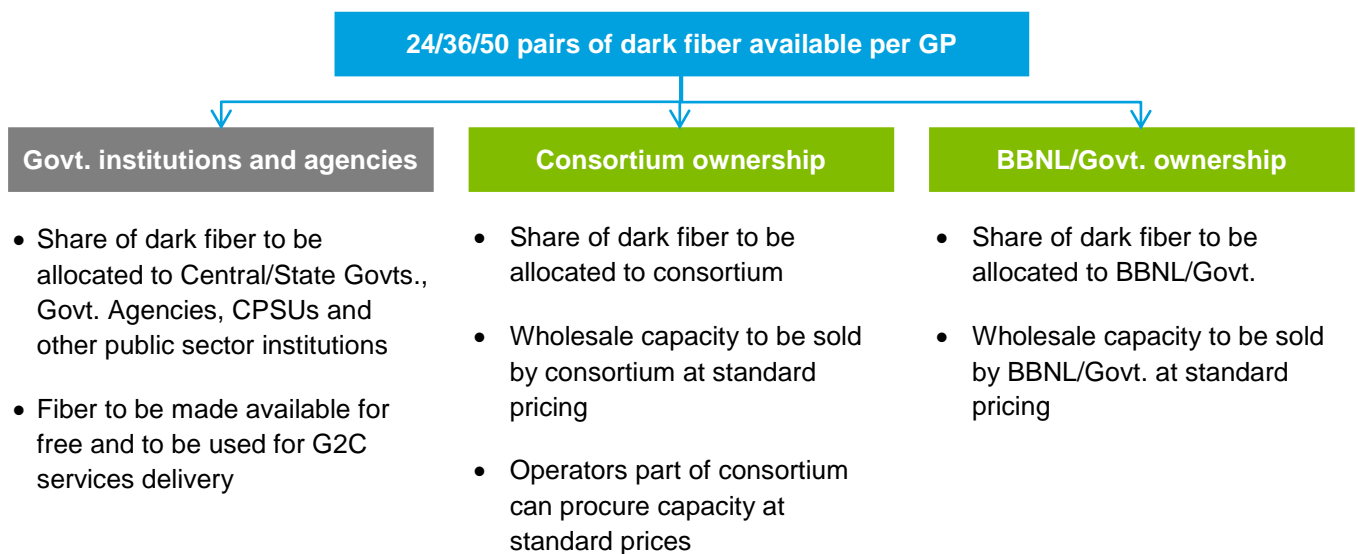 24/36/50 pairs of dark fiber available per GP
Govt. institutions and agencies
• Share of dark fiber to be
allocated to Central/State Govts.,
Govt. Agencies, CPSUs and
other public sector institutions
• Fiber to be made available for
free and to be used for G2C
services delivery
Consortium ownership
• Share of dark fiber to be
allocated to consortium
• Wholesale capacity to be sold
by consortium at standard
pricing
• Operators part of consortium
can procure capacity at
standard prices
BBNL/Govt. ownership
• Share of dark fiber to be
allocated to BBNL/Govt.
• Wholesale capacity to be sold
by BBNL/Govt. at standard
pricing